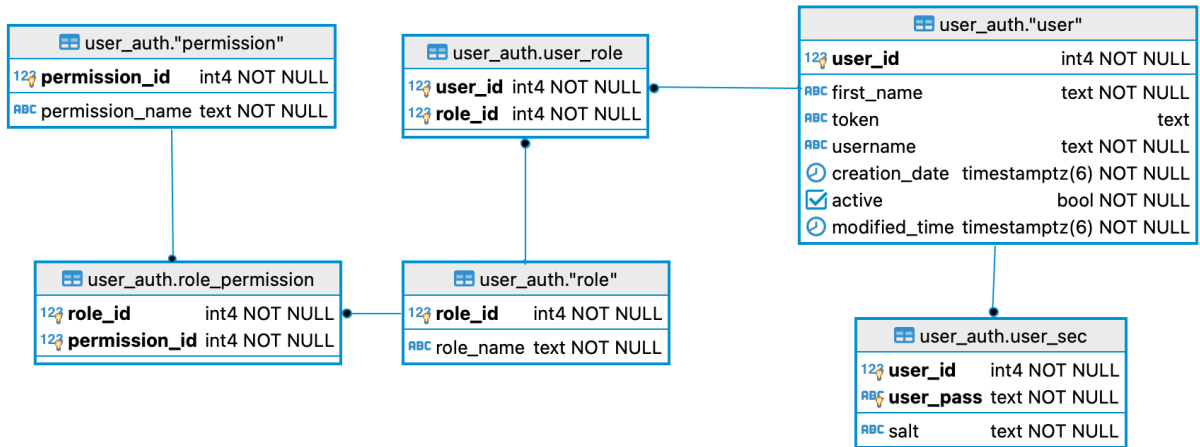 user_auth."permission"
123 permission_id int4 NOT NULL
ABC permission_name text NOT NULL
user_auth.user_role
123 user_id int4 NOT NULL
123 role_id int4 NOT NULL
user_auth."user"
123 user_id int4 NOT NULL
ABC first_name text NOT NULL
ABC token text
ABC username text NOT NULL
creation_date timestamptz(6) NOT NULL
active bool NOT NULL
modified_time timestamptz(6) NOT NULL
user_auth.role_permission
123 role_id int4 NOT NULL
123 permission_id int4 NOT NULL
user_auth."role"
123 role_id int4 NOT NULL
ABC role_name text NOT NULL
user_auth.user_sec
123 user_id int4 NOT NULL
ABC user_pass text NOT NULL
ABC salt text NOT NULL